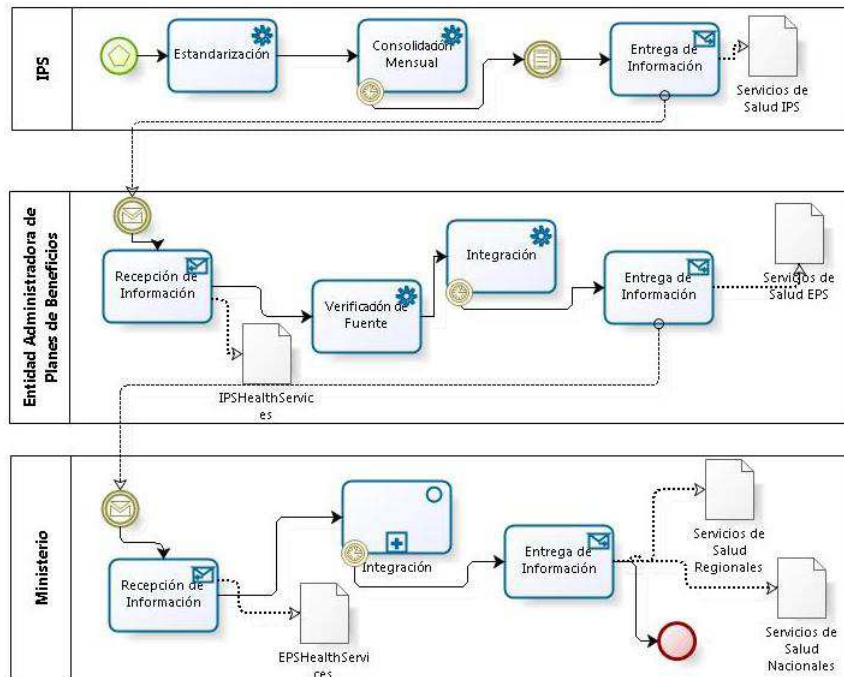 IPS
Estandarización
Consolidación
Mensual
Entrega de
Información
Servicios de
Salud IPS
Entidad Administradora de
Planes de Beneficios
Recepción de
Información
IPSHealthServic
es
Verificación de
Fuente
Integración
Entrega de
Información
Servicios de
Salud EPS
Ministerio
Recepción de
Información
EPSHealthServi
ces
Integración
Entrega de
Información
Servicios de
Salud
Regionales
Servicios de
Salud
Nacionales